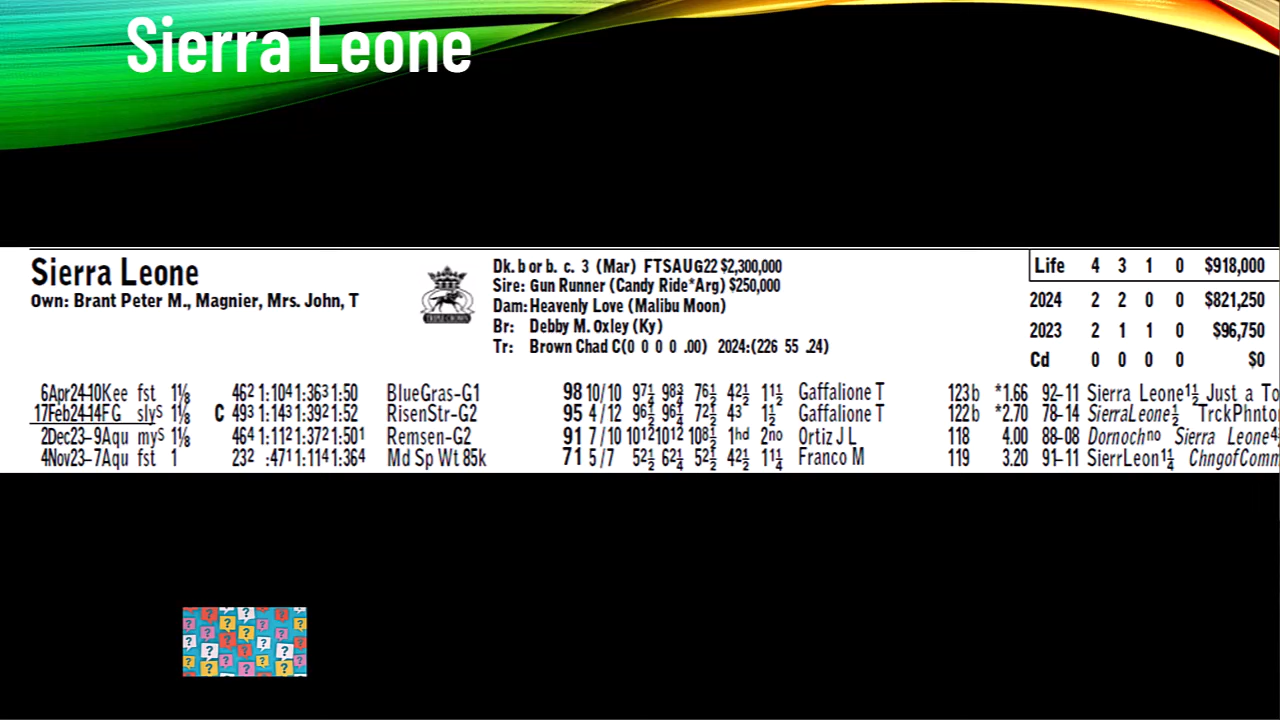 Sierra Leone
Sierra Leone
Own: Brant Peter M., Magnier, Mrs. John, T
TRIPLE CROWN
Dk. b or b. c. 3 (Mar) FTSAUG22 $2,300,000
Sire: Gun Runner (Candy Ride*Arg) $250,000
Dam: Heavenly Love (Malibu Moon)
Br: Debby M. Oxley (Ky)
Tr: Brown Chad C(0 0 0 0 .00) 2024:(226 55 .24)
Life 4 3 1 0 $918,000
2024 2 2 0 0 $821,250
2023 2 1 1 0 $96,750
Cd 0 0 0 0 $0
6Apr24-10Kee fst 1⅛ 46² 1:10⁴ 1:36³ 1:50 BlueGras-G1 98 10/10 9⁷¼ 9⁸¾ 7⁶½ 4²½ 1¹½ Gaffalione T 123 b *1.66 92-11 Sierra Leone¹½ Just a To
17Feb24-14FG slyS 1⅛ C 49³ 1:14³ 1:39² 1:52 RisenStr-G2 95 4/12 9⁶½ 9⁶¼ 7²½ 4³ 1½ Gaffalione T 122 b *2.70 78-14 SierraLeone½ TrckPhnto
2Dec23-9Aqu myS 1⅛ 46⁴ 1:11² 1:37² 1:50¹ Remsen-G2 91 7/10 10¹² 10¹² 10⁸½ 1hd 2no Ortiz J L 118 4.00 88-08 Dornochno Sierra Leone⁴
4Nov23-7Aqu fst 1 23² :47¹ 1:11⁴ 1:36⁴ Md Sp Wt 85k 71 5/7 5²½ 6²¼ 5²½ 4²½ 1¹¼ Franco M 119 3.20 91-11 SierrLeon¹¼ ChngofComm